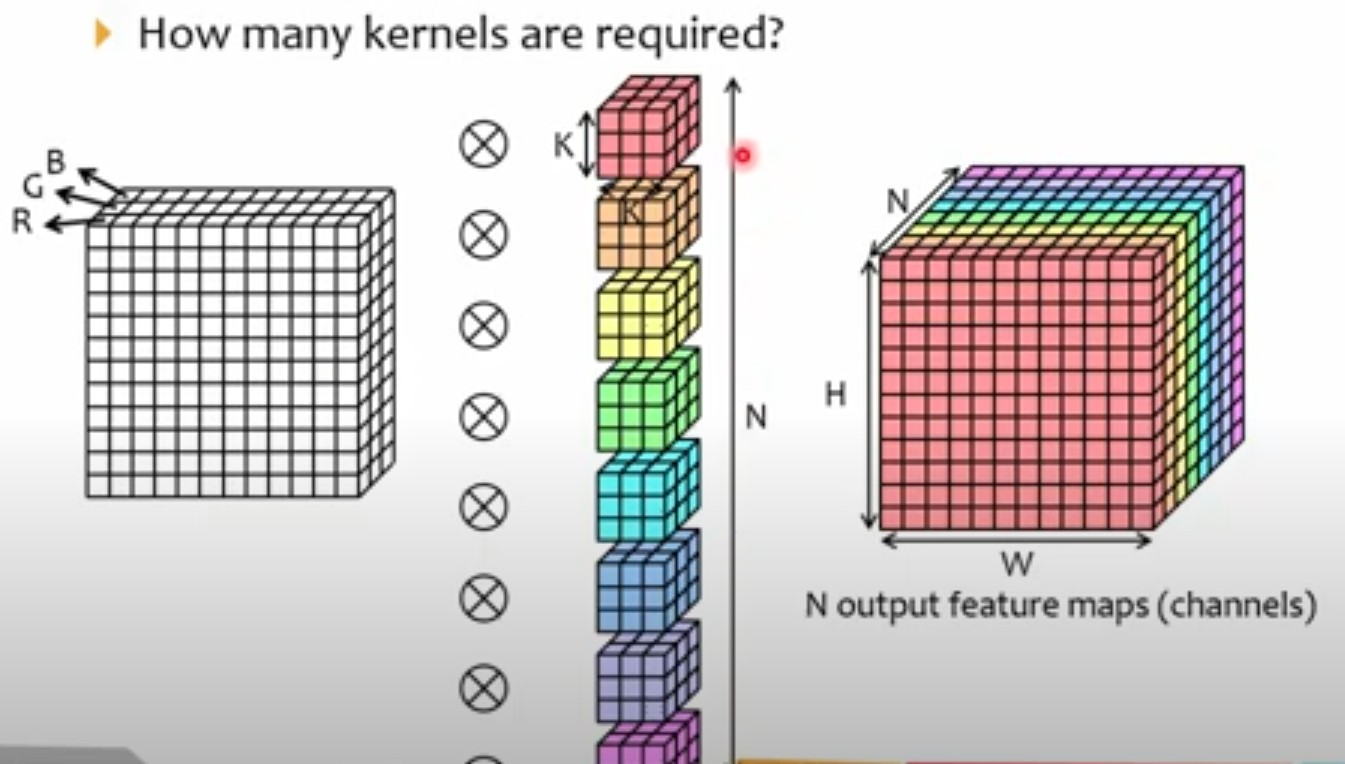 How many kernels are required?
B
G
R
K
K
N
N
H
W
N output feature maps (channels)